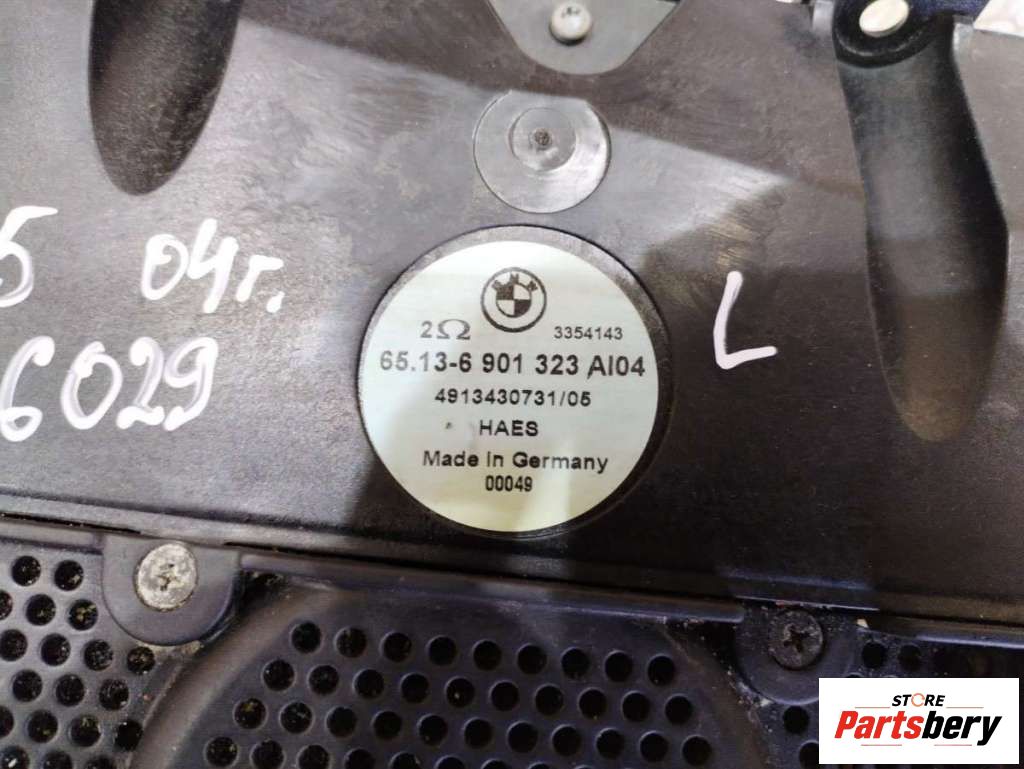 5 04г.
6029
L
2Ω 3354143
65.13-6 901 323 AI04
4913430731/05
HAES
Made in Germany
00049
STORE
Partsbery